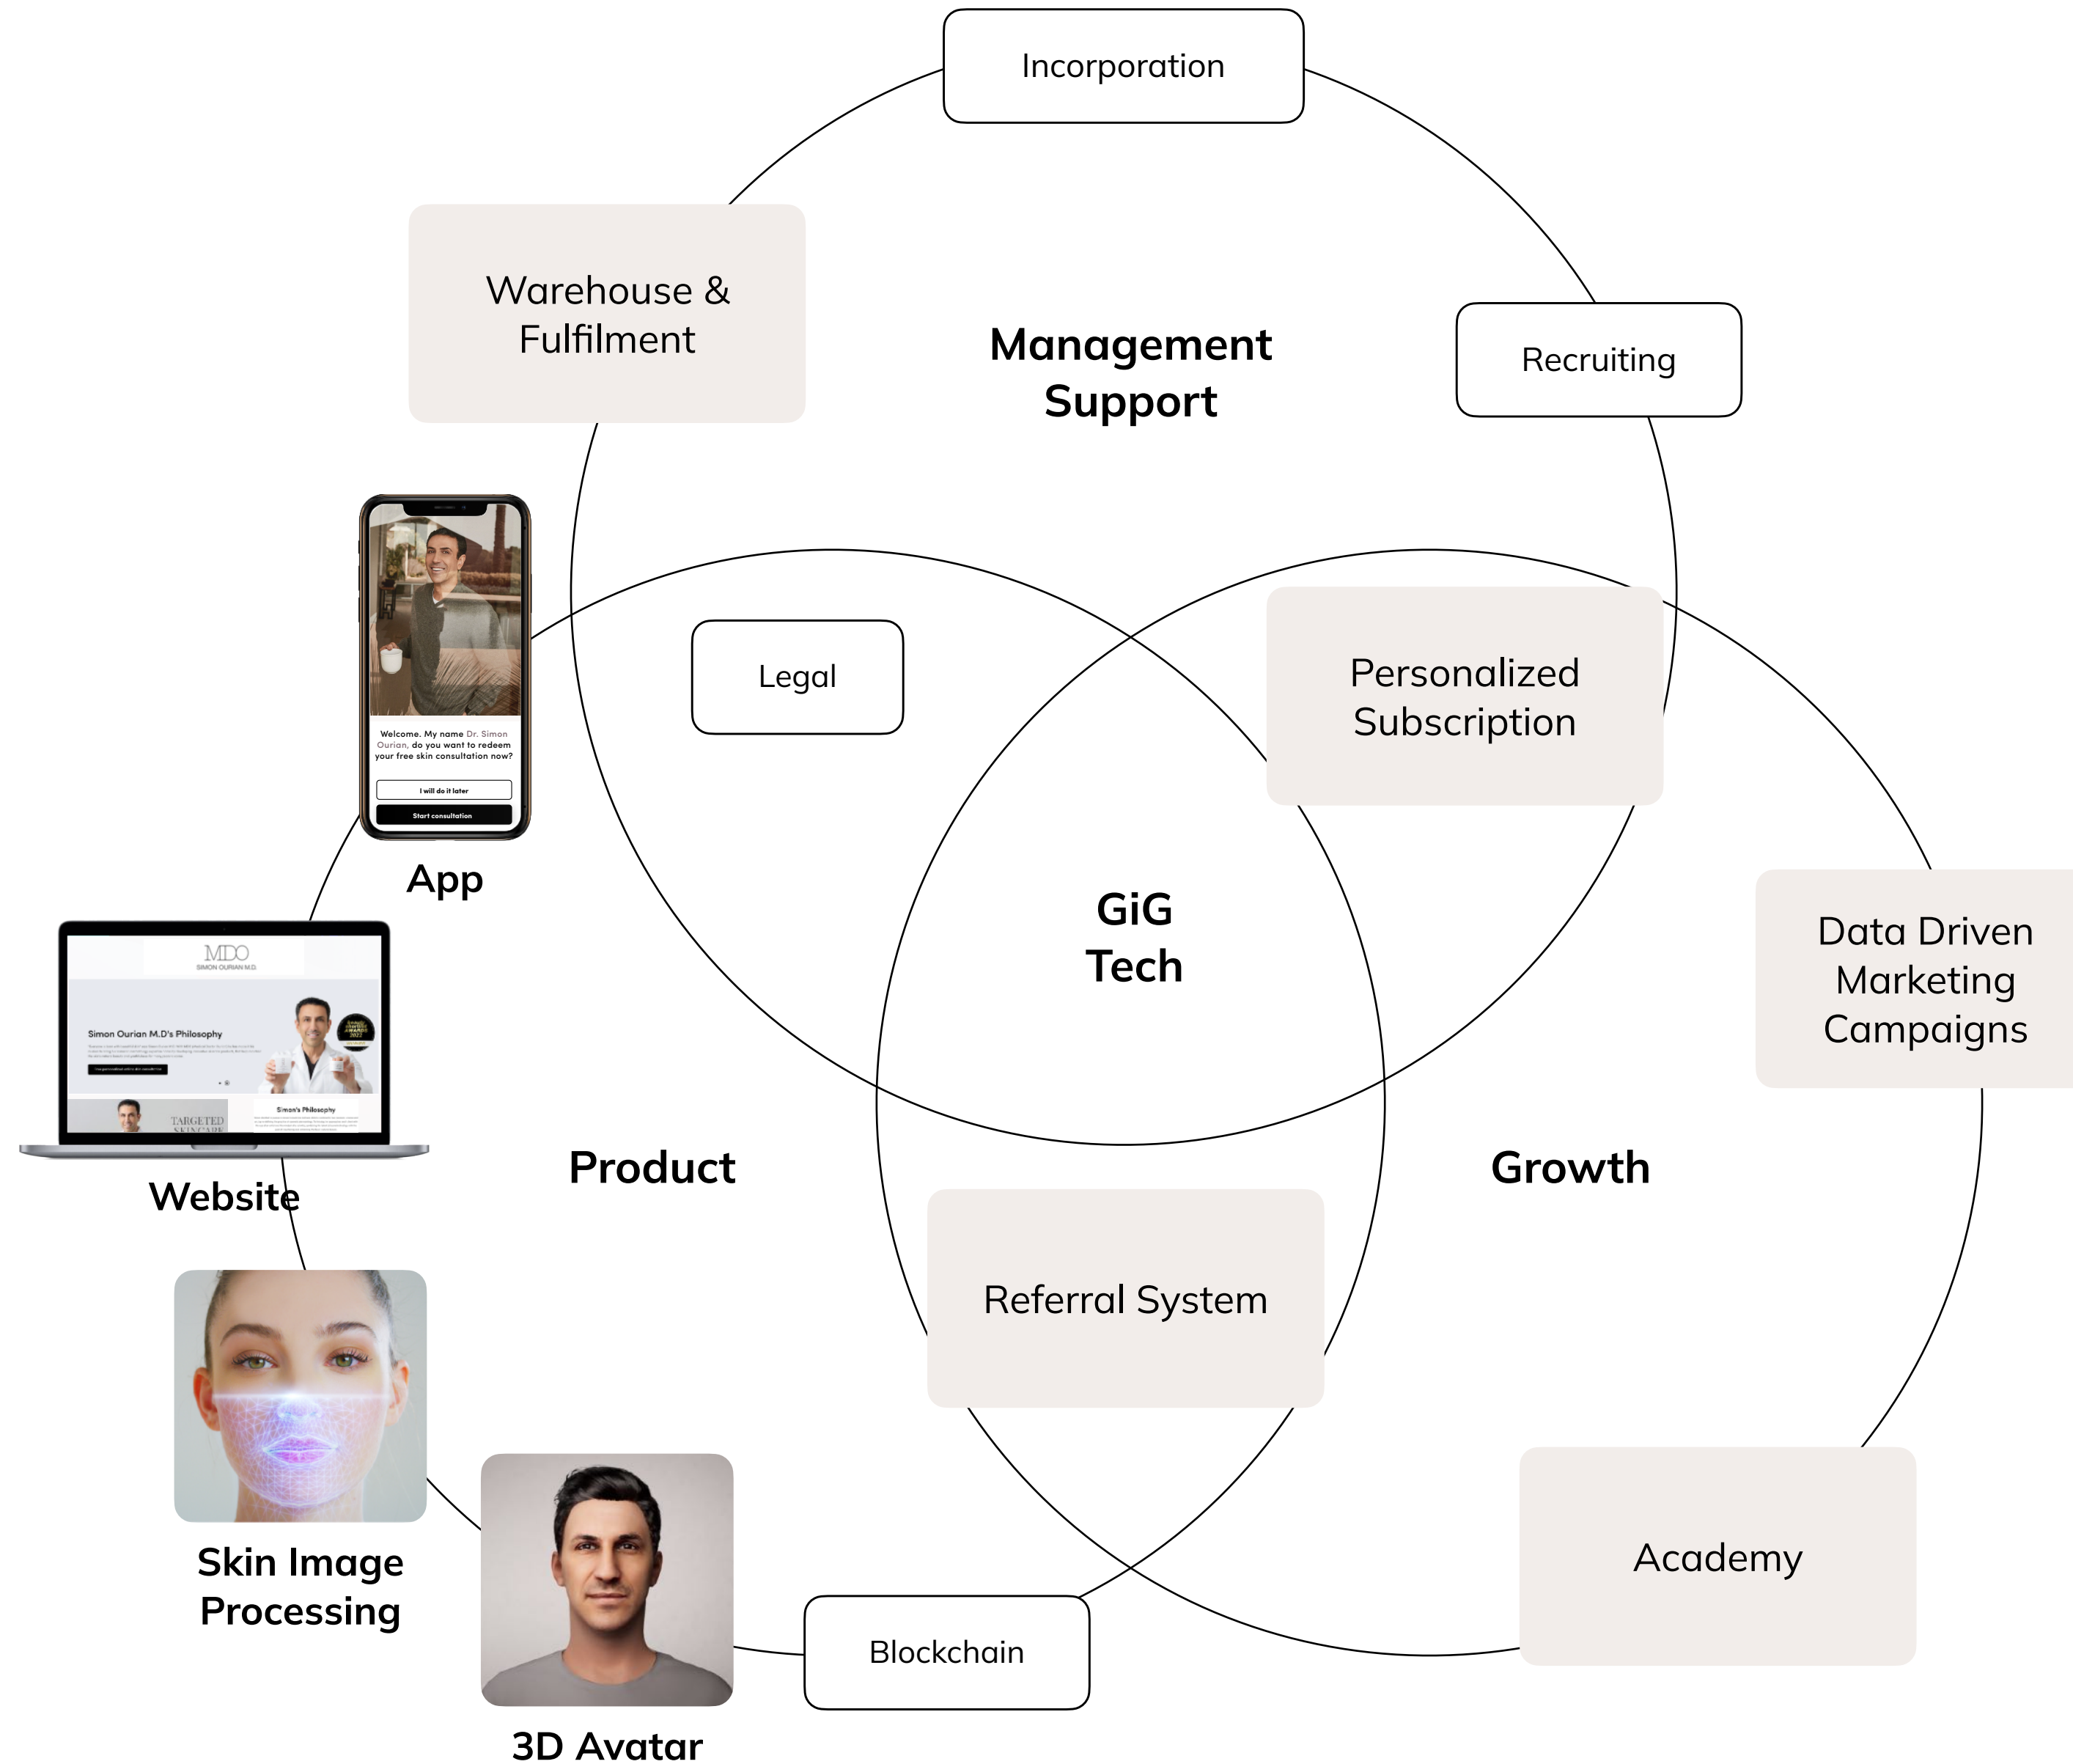 Incorporation
Warehouse &
Fulfilment
Management
Support
Recruiting
Legal
Personalized
Subscription
Welcome. My name Dr. Simon
Ourian, do you want to redeem
your free skin consultation now?
I will do it later
Start consultation
App
GiG
Tech
Data Driven
Marketing
Campaigns
MDO
SIMON OURIAN M.D.
Simon Ourian M.D's Philosophy
Simon's Philosophy
TARGETED
SKINCARE
Website
Product
Growth
Referral System
Skin Image
Processing
Academy
Blockchain
3D Avatar